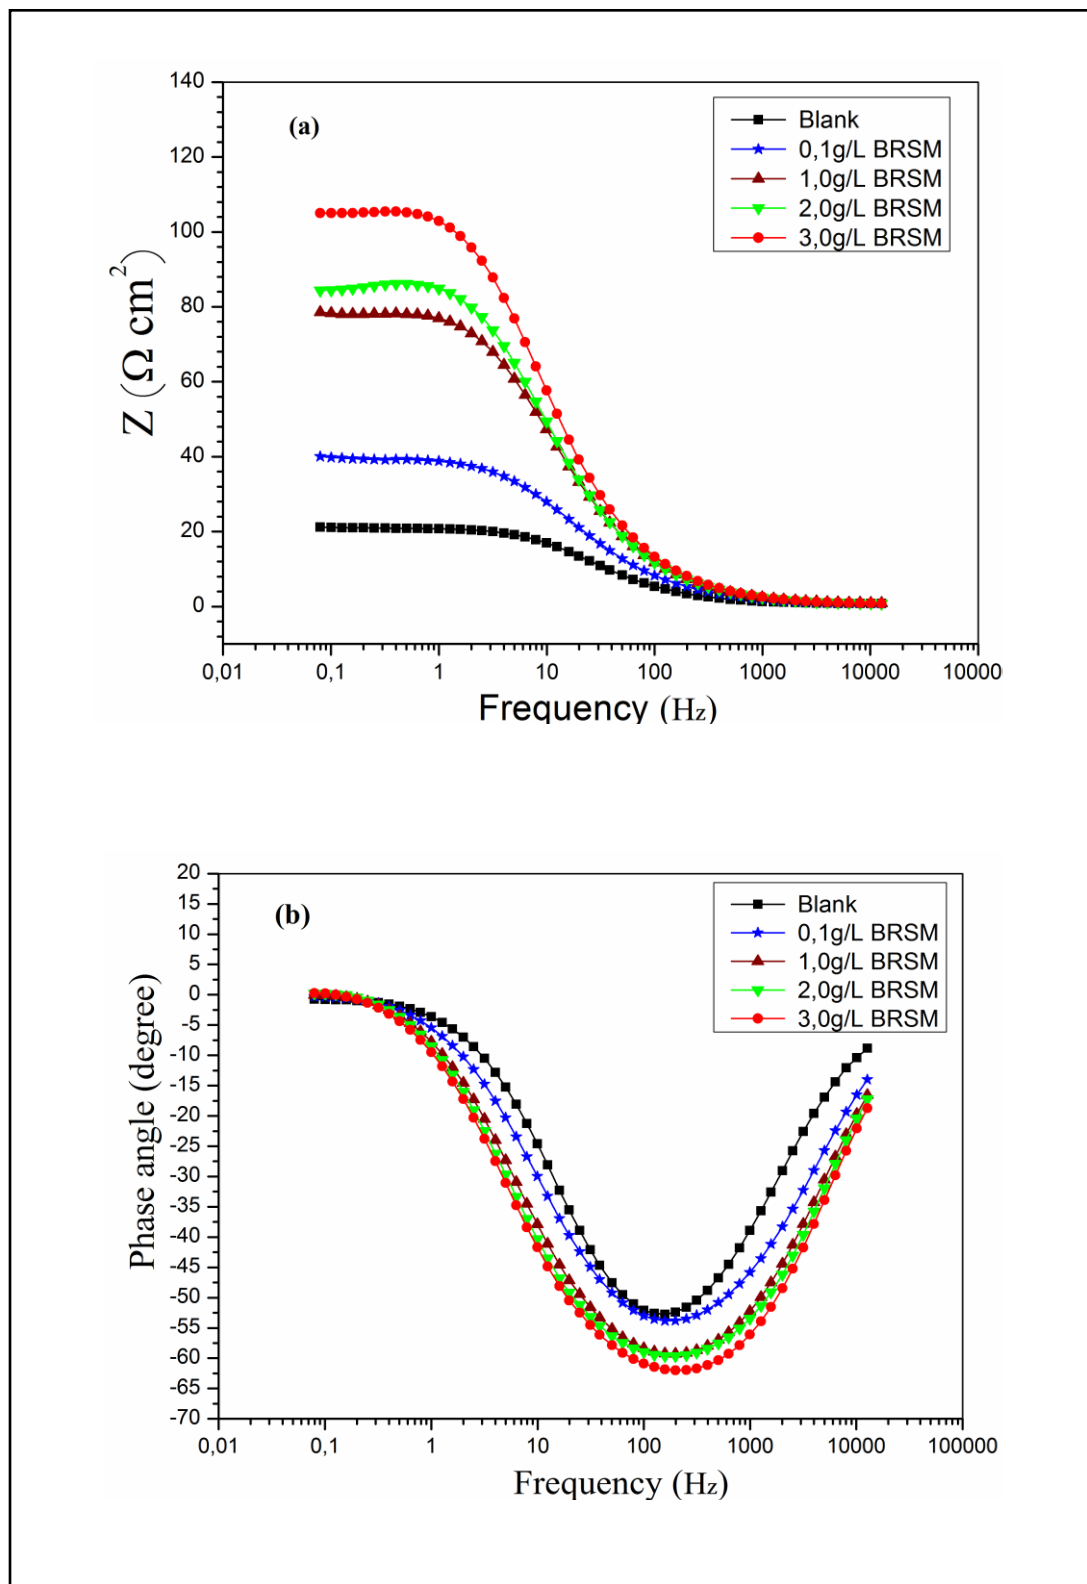 140
120
100
80
60
40
20
0
Z (Ω cm²)
(a)
Blank
0,1g/L BRSM
1,0g/L BRSM
2,0g/L BRSM
3,0g/L BRSM
0,01 0,1 1 10 100 1000 10000 10000
Frequency (Hz)
20
15
10
5
0
-5
-10
-15
-20
-25
-30
-35
-40
-45
-50
-55
-60
-65
-70
Phase angle (degree)
(b)
Blank
0,1g/L BRSM
1,0g/L BRSM
2,0g/L BRSM
3,0g/L BRSM
0,01 0,1 1 10 100 1000 10000 100000
Frequency (Hz)